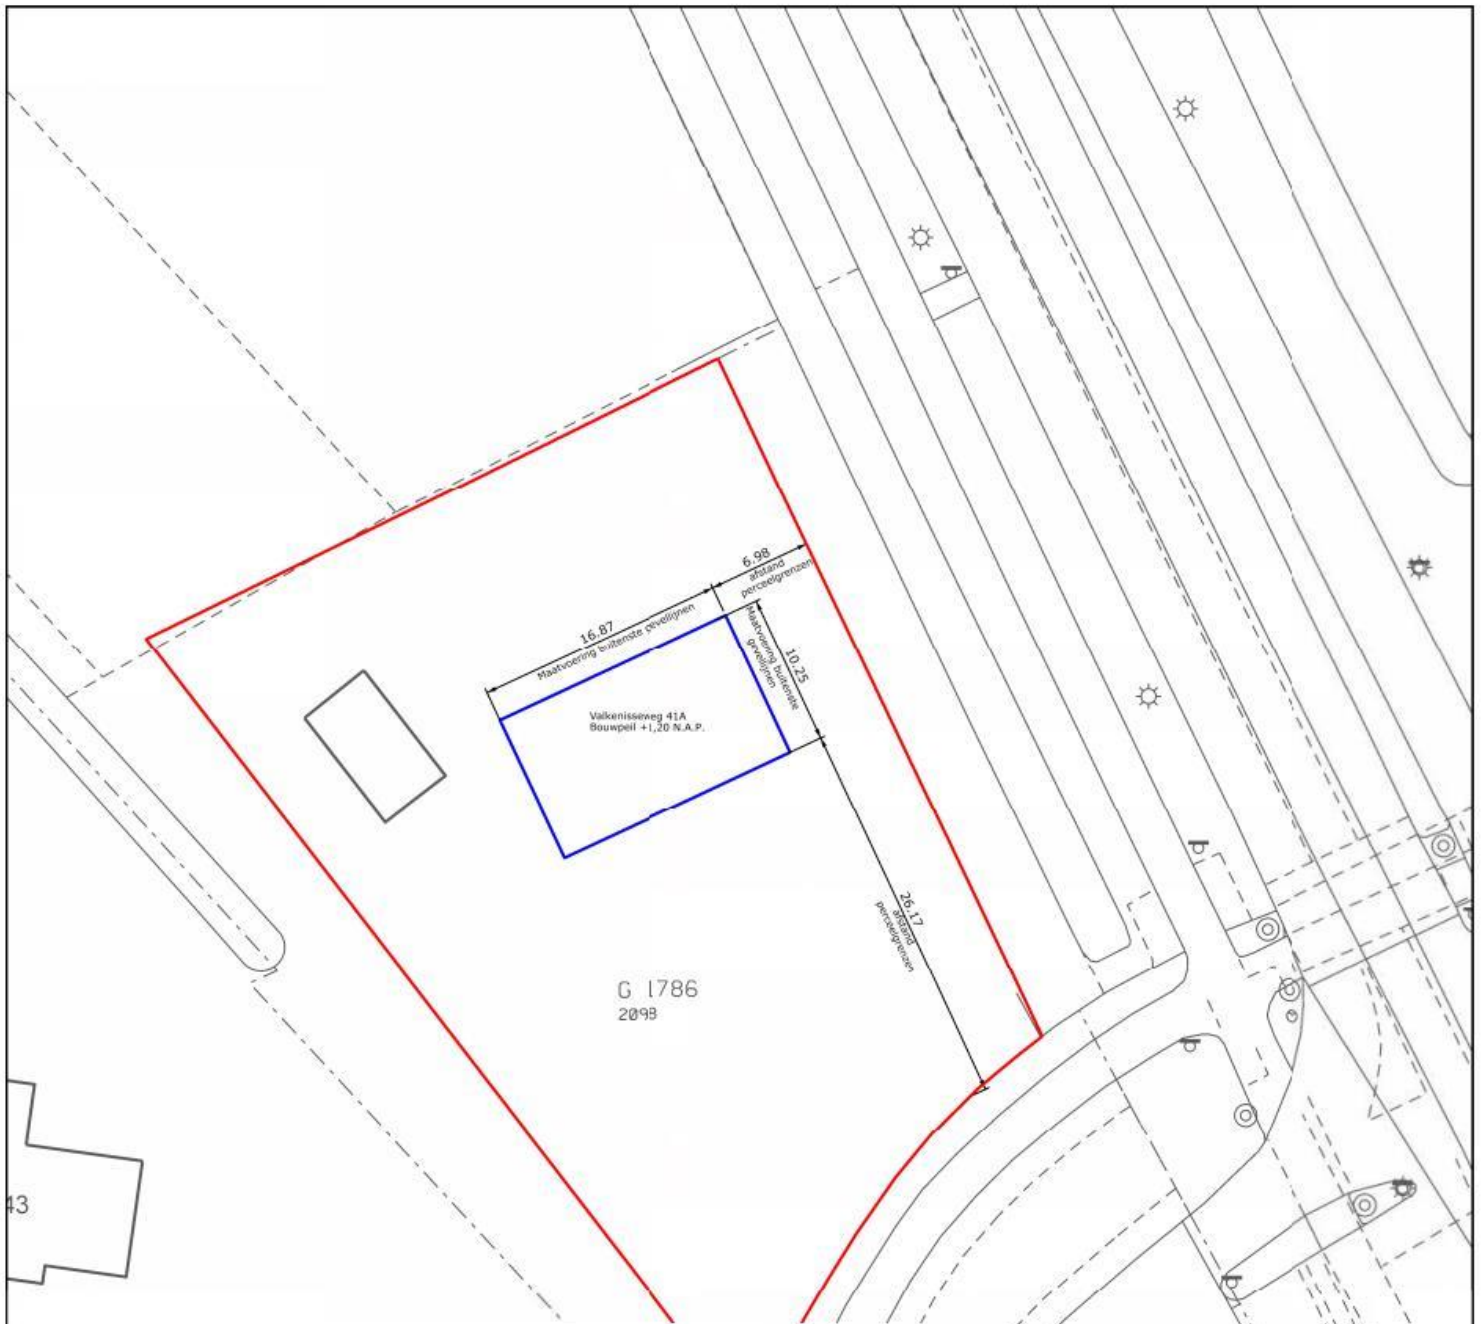 6.98
afstand
perceelgrenzen
16.87
Maatvoering buitenste gevellijnen
10.25
Maatvoering buitenste
gevellijnen
Valkenisseweg 41A
Bouwpeil +1,20 N.A.P.
26.17
afstand
perceelgrenzen
G 1786
2098
43